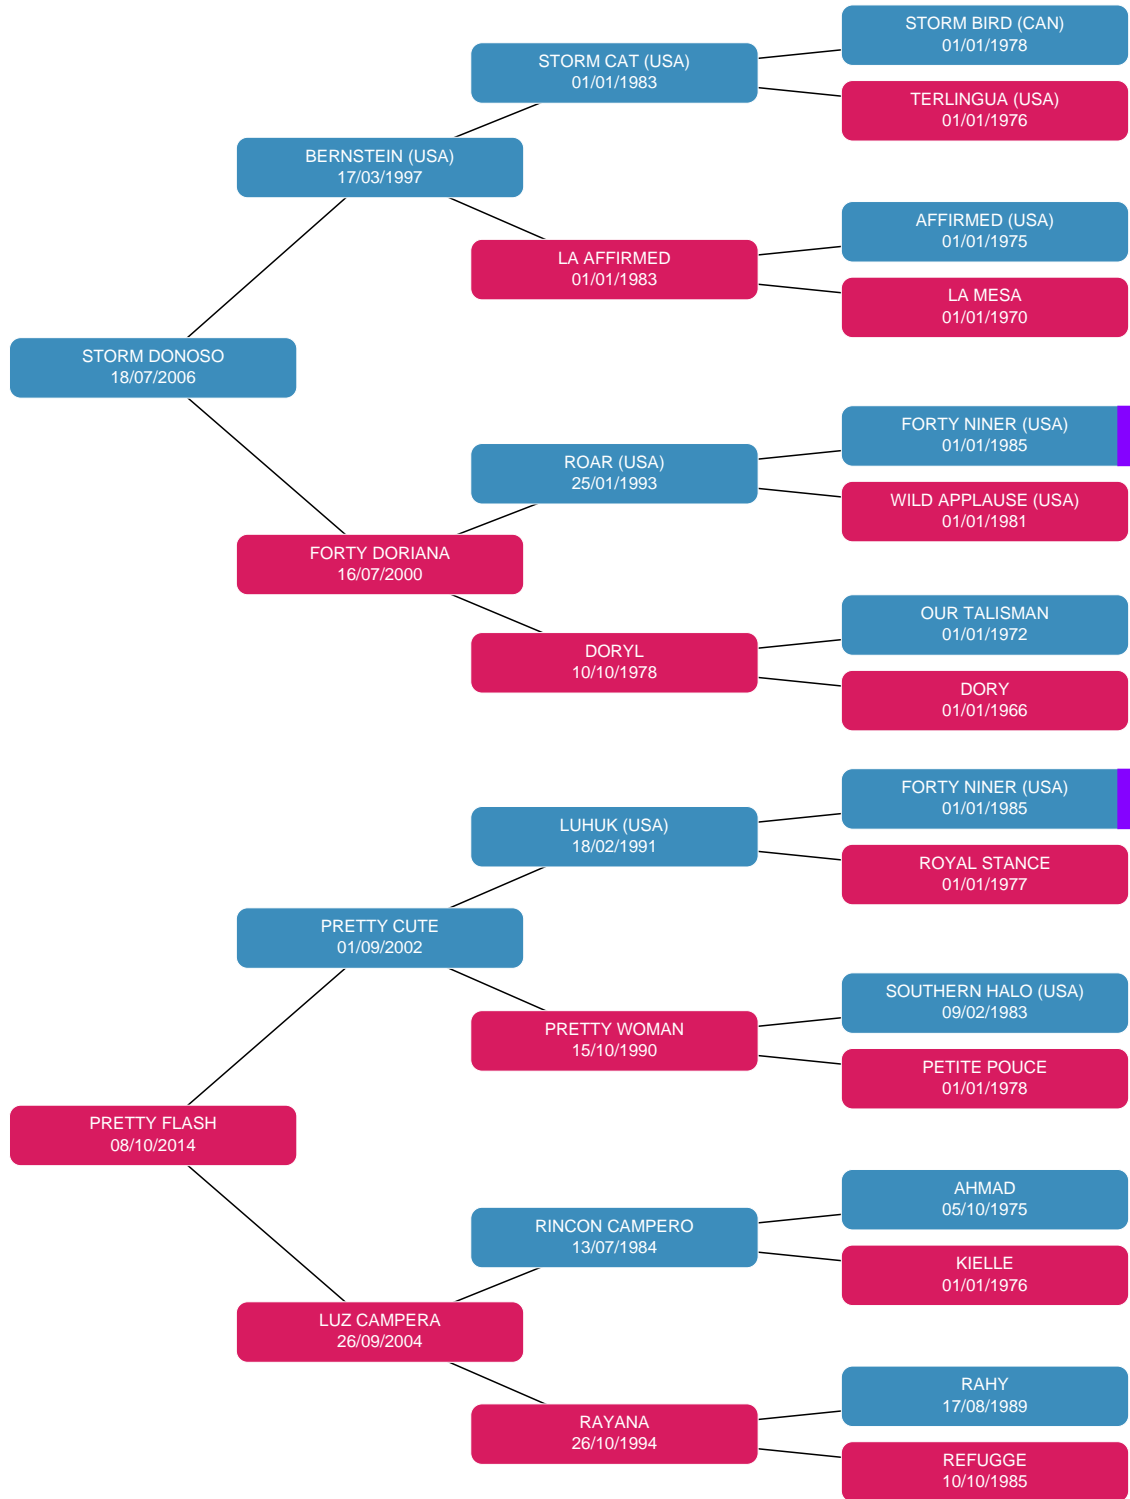 STORM BIRD (CAN)
01/01/1978
STORM CAT (USA)
01/01/1983
TERLINGUA (USA)
01/01/1976
BERNSTEIN (USA)
17/03/1997
AFFIRMED (USA)
01/01/1975
LA AFFIRMED
01/01/1983
LA MESA
01/01/1970
STORM DONOSO
18/07/2006
FORTY NINER (USA)
01/01/1985
ROAR (USA)
25/01/1993
WILD APPLAUSE (USA)
01/01/1981
FORTY DORIANA
16/07/2000
OUR TALISMAN
01/01/1972
DORYL
10/10/1978
DORY
01/01/1966
FORTY NINER (USA)
01/01/1985
LUHUK (USA)
18/02/1991
ROYAL STANCE
01/01/1977
PRETTY CUTE
01/09/2002
SOUTHERN HALO (USA)
09/02/1983
PRETTY WOMAN
15/10/1990
PETITE POUCE
01/01/1978
PRETTY FLASH
08/10/2014
AHMAD
05/10/1975
RINCON CAMPERO
13/07/1984
KIELLE
01/01/1976
LUZ CAMPERA
26/09/2004
RAHY
17/08/1989
RAYANA
26/10/1994
REFUGGE
10/10/1985